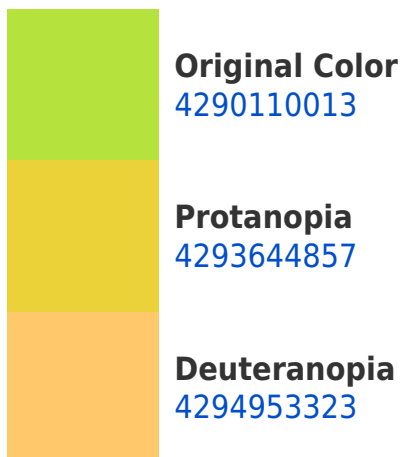 Original Color
4290110013
Protanopia
4293644857
Deuteranopia
4294953323